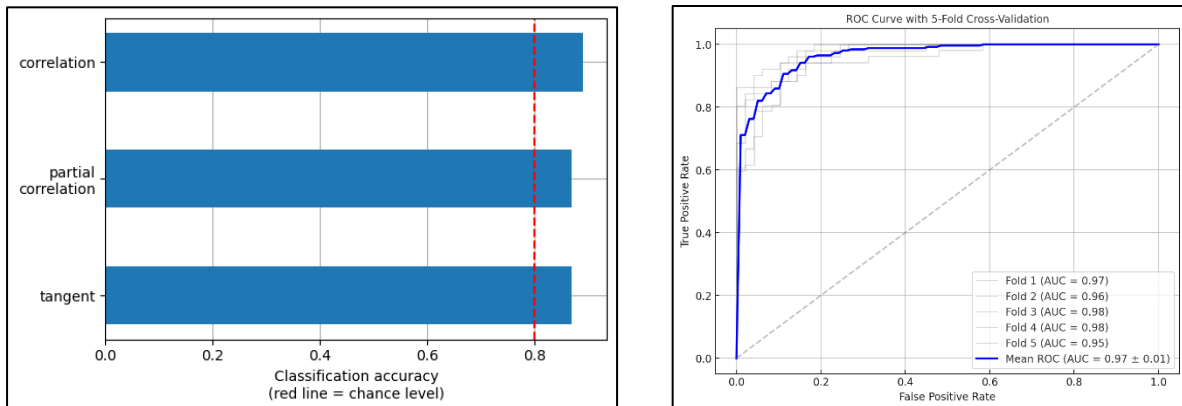 correlation
partial
correlation
tangent
0.0 0.2 0.4 0.6 0.8
Classification accuracy
(red line = chance level)
ROC Curve with 5-Fold Cross-Validation
True Positive Rate
1.0
0.8
0.6
0.4
0.2
0.0
Fold 1 (AUC = 0.97)
Fold 2 (AUC = 0.96)
Fold 3 (AUC = 0.98)
Fold 4 (AUC = 0.98)
Fold 5 (AUC = 0.95)
Mean ROC (AUC = 0.97 ± 0.01)
0.0 0.2 0.4 0.6 0.8 1.0
False Positive Rate